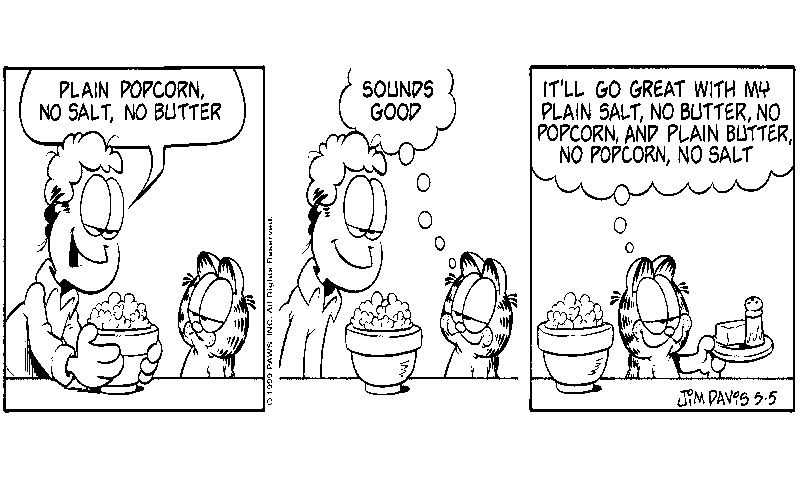 PLAIN POPCORN,
NO SALT, NO BUTTER
© 1999 PAWS, INC. All Rights Reserved.
SOUNDS
GOOD
IT'LL GO GREAT WITH MY
PLAIN SALT, NO BUTTER, NO
POPCORN, AND PLAIN BUTTER,
NO POPCORN, NO SALT
JIM DAVIS 5-5